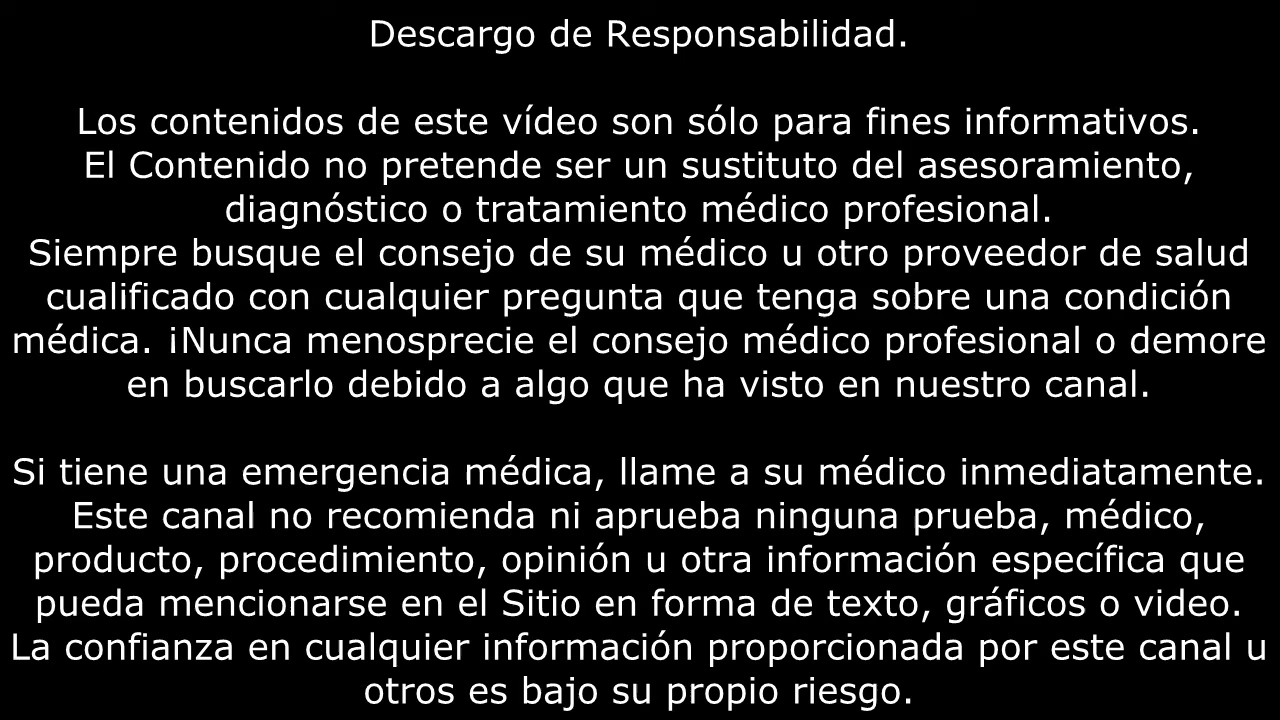 Descargo de Responsabilidad.
Los contenidos de este vídeo son sólo para fines informativos.
El Contenido no pretende ser un sustituto del asesoramiento,
diagnóstico o tratamiento médico profesional.
Siempre busque el consejo de su médico u otro proveedor de salud
cualificado con cualquier pregunta que tenga sobre una condición
médica. ¡Nunca menosprecie el consejo médico profesional o demore
en buscarlo debido a algo que ha visto en nuestro canal.
Si tiene una emergencia médica, llame a su médico inmediatamente.
Este canal no recomienda ni aprueba ninguna prueba, médico,
producto, procedimiento, opinión u otra información específica que
pueda mencionarse en el Sitio en forma de texto, gráficos o video.
La confianza en cualquier información proporcionada por este canal u
otros es bajo su propio riesgo.